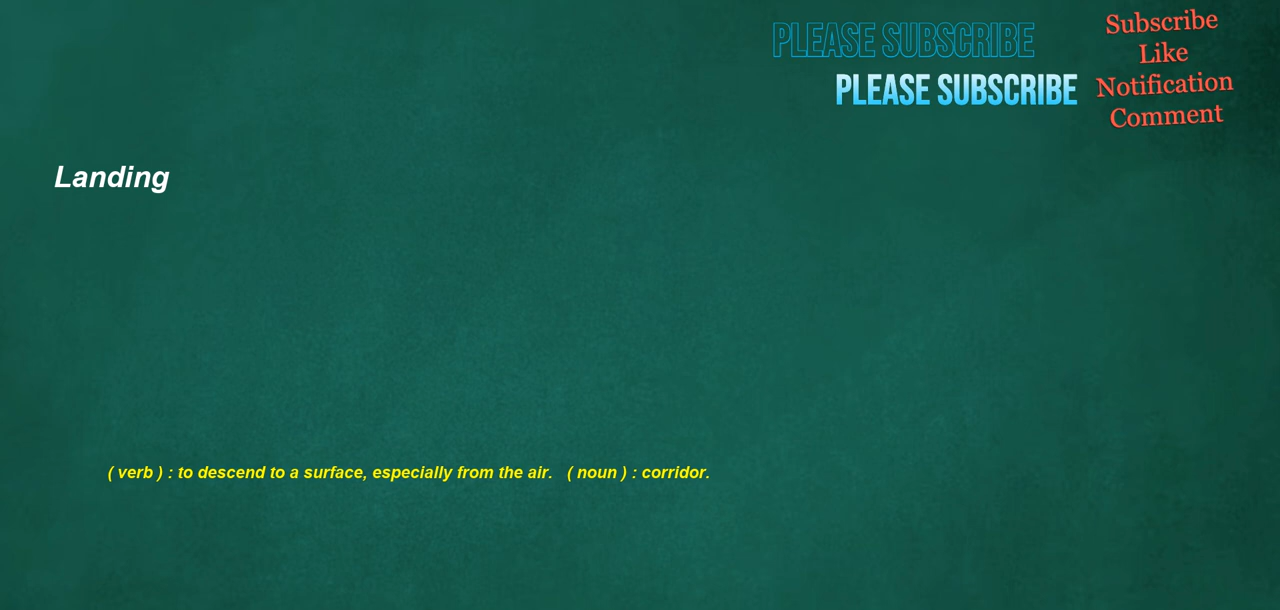 PLEASE SUBSCRIBE
PLEASE SUBSCRIBE
Subscribe
Like
Notification
Comment
Landing
( verb ) : to descend to a surface, especially from the air. ( noun ) : corridor.